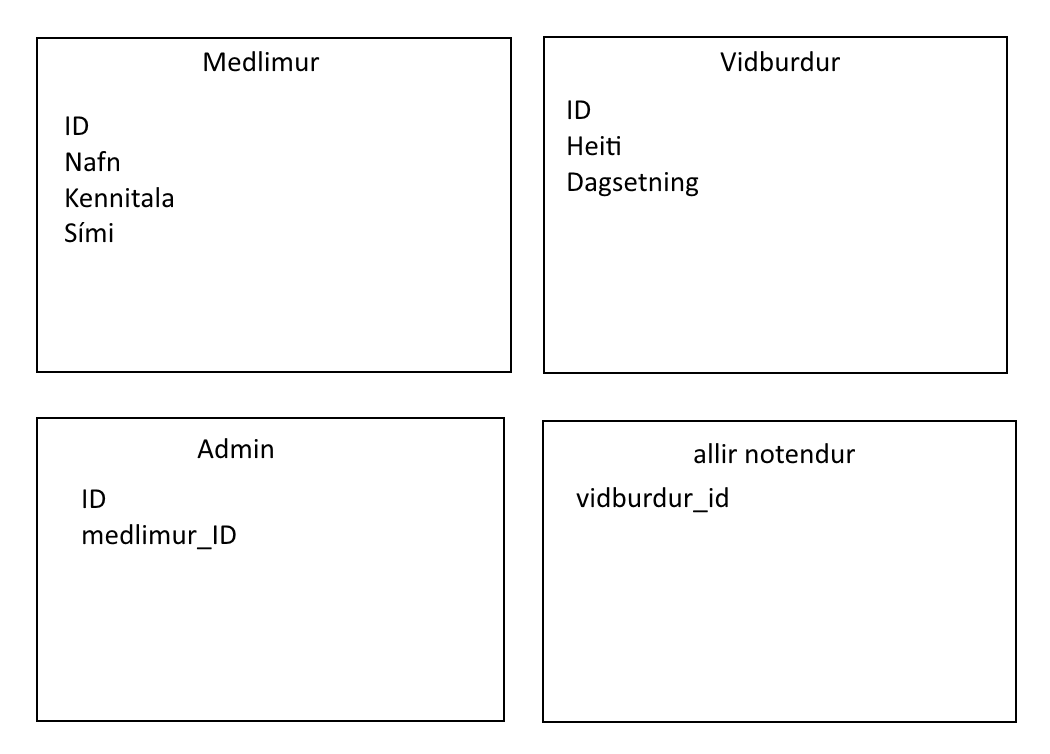 Medlimur
ID
Nafn
Kennitala
Sími
Vidburdur
ID
Heiti
Dagsetning
Admin
ID
medlimur_ID
allir notendur
vidburdur_id